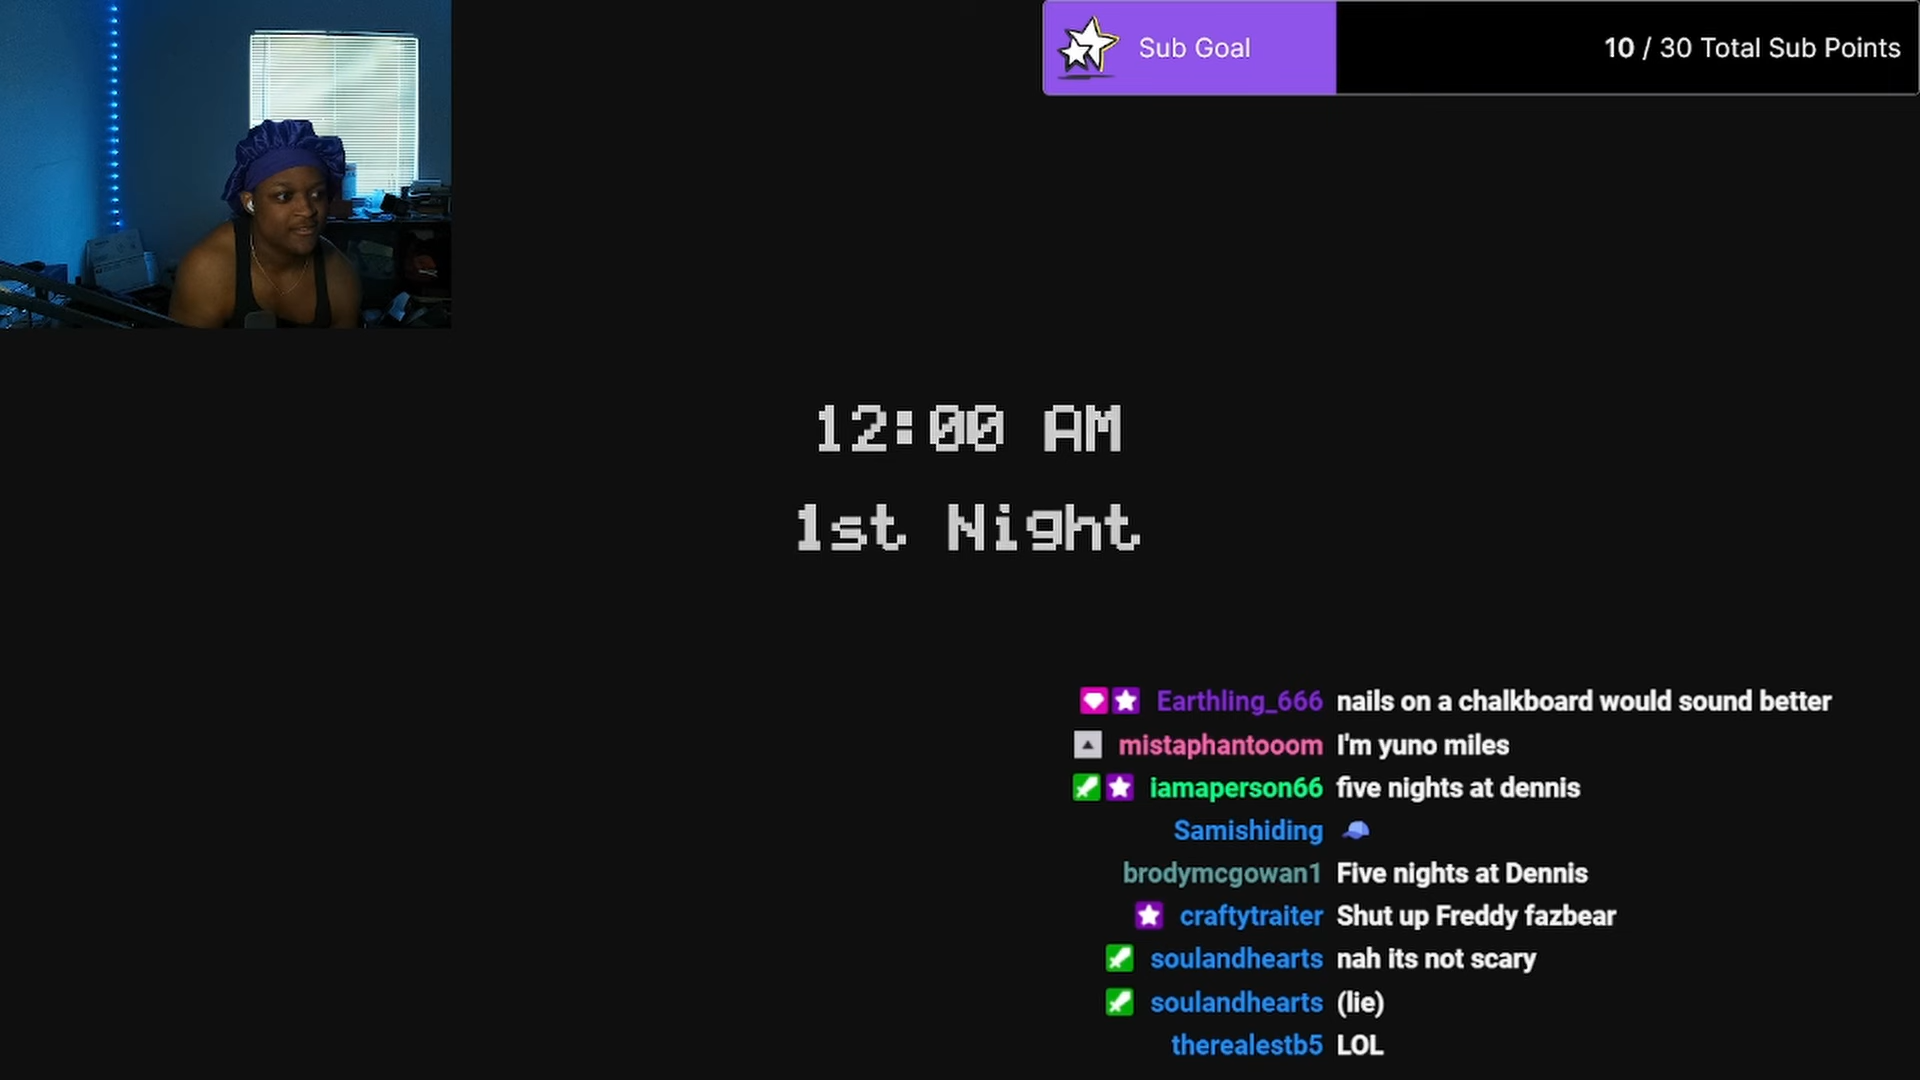 Sub Goal
10 / 30 Total Sub Points
12:00 AM
1st Night
Earthling_666 nails on a chalkboard would sound better
mistaphantooom I'm yuno miles
iamaperson66 five nights at dennis
Samishiding
brodymcgowan1 Five nights at Dennis
craftytraiter Shut up Freddy fazbear
soulandhearts nah its not scary
soulandhearts (lie)
therealestb5 LOL